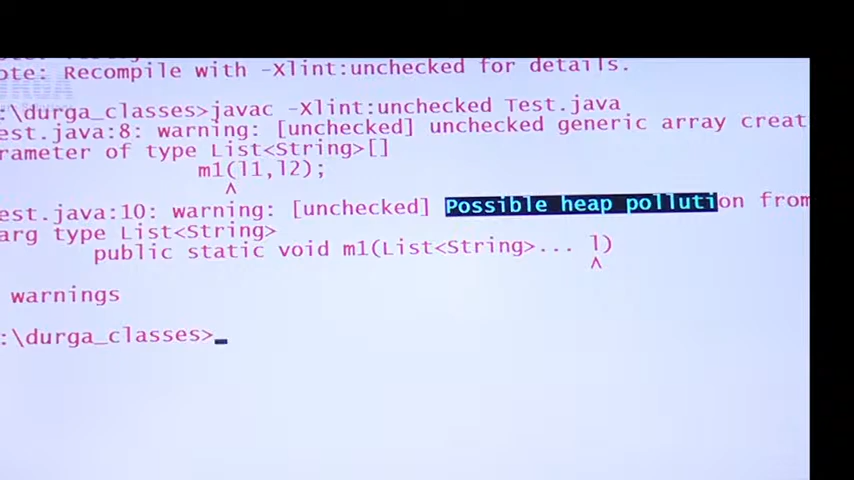 ote: Recompile with -Xlint:unchecked for details.
:\durga_classes>javac -Xlint:unchecked Test.java
est.java:8: warning: [unchecked] unchecked generic array creat
rameter of type List<String>[]
m1(l1,l2);
^
est.java:10: warning: [unchecked] Possible heap pollution from
arg type List<String>
public static void m1(List<String>... l)
^
warnings
:\durga_classes>_